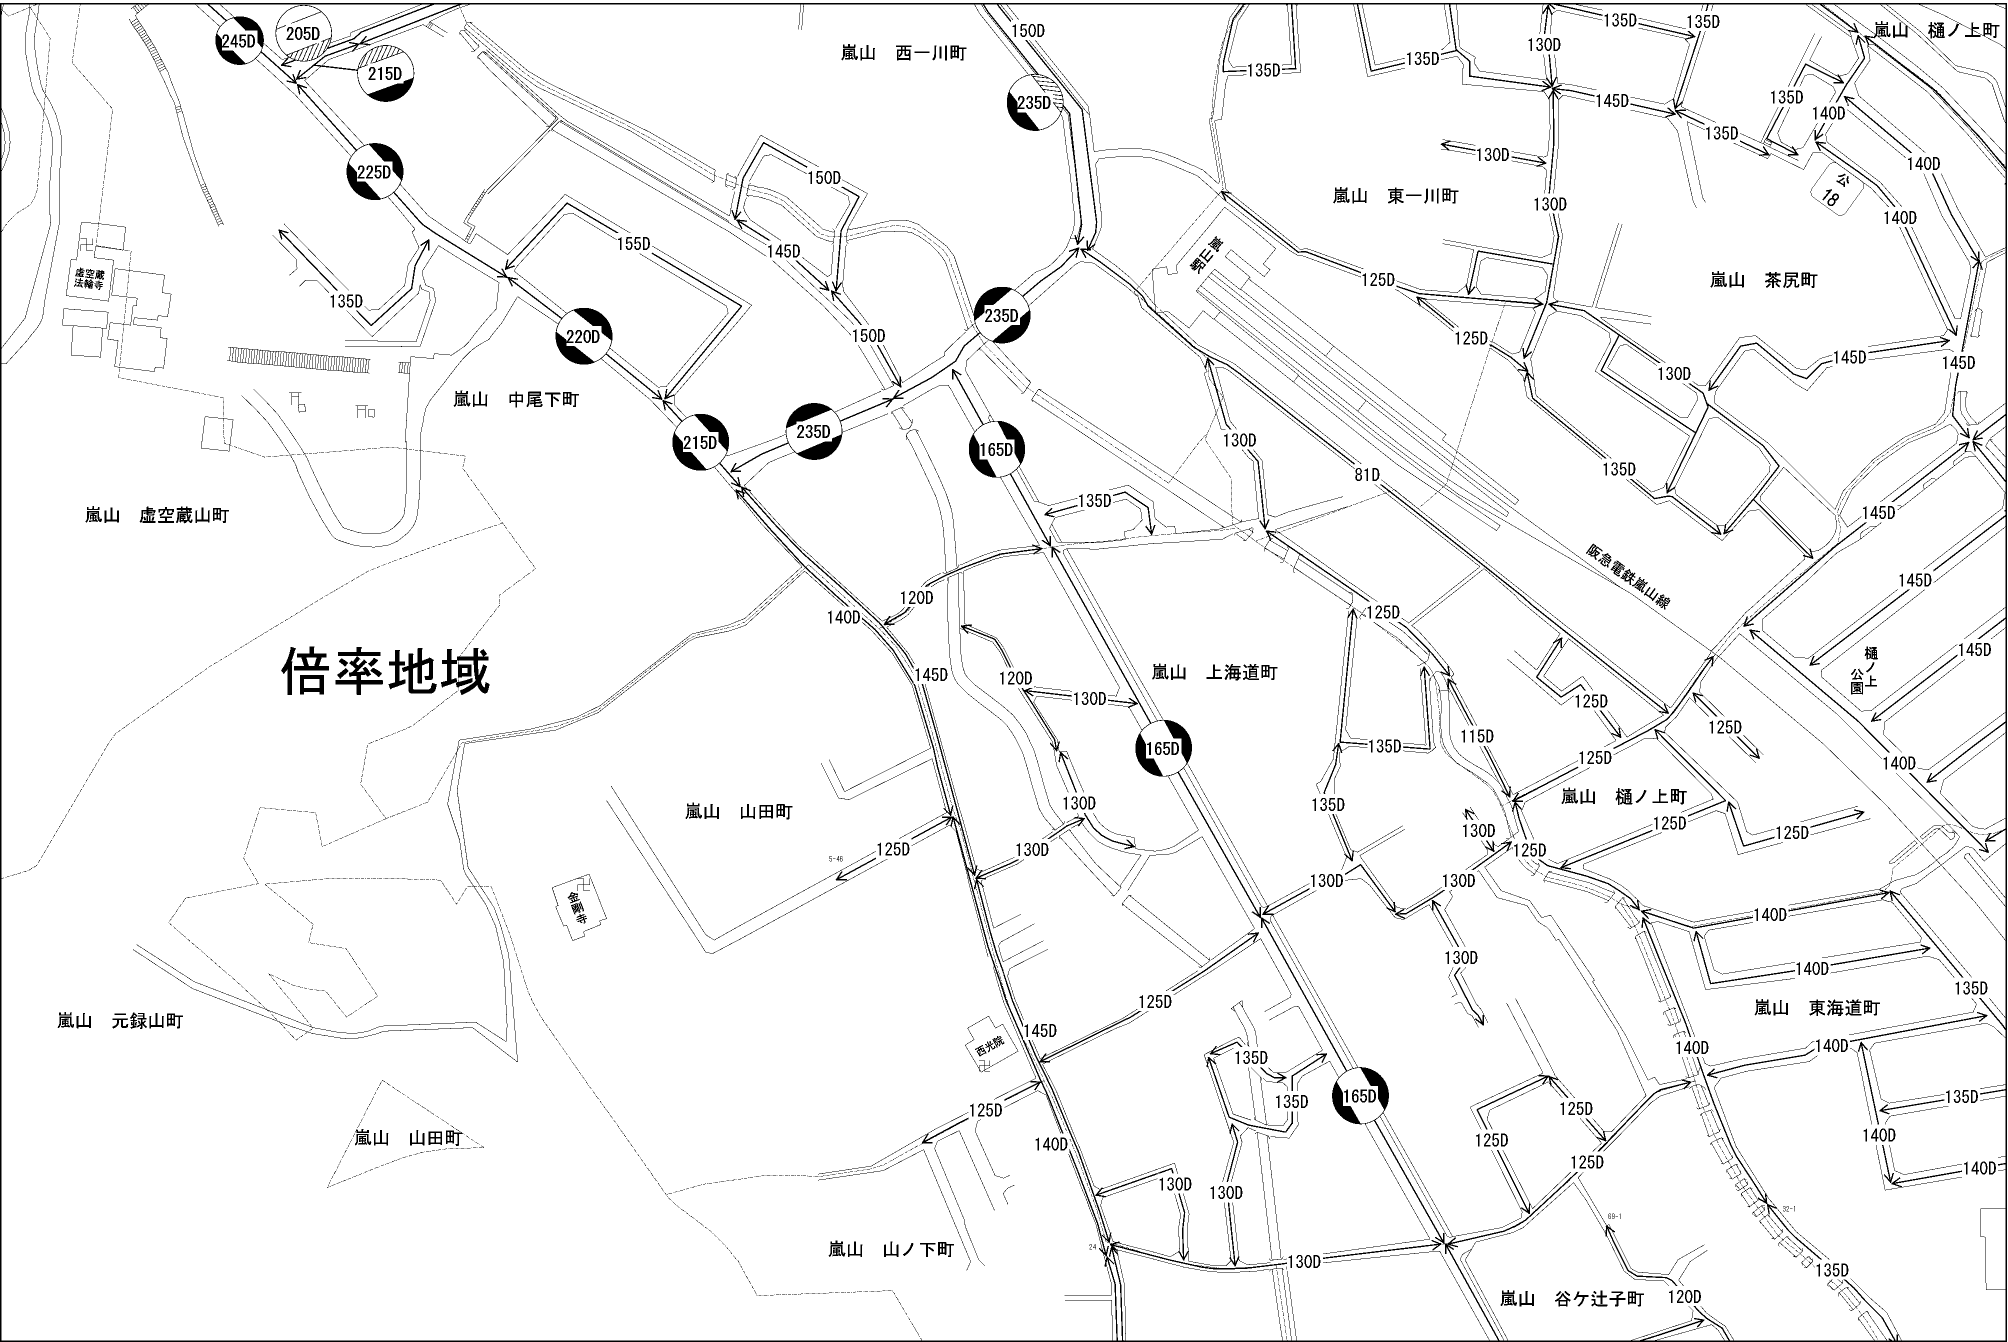 245D
205D
215D
嵐山 西一川町
150D
135D
135D
130D
135D
135D
嵐山 樋ノ上町
235D
145D
135D
135D
140D
225D
150D
130D
140D
嵐山 東一川町
130D
公
18
140D
155D
145D
嵐山駅
嵐山 茶尻町
虚空蔵
法輪寺
135D
220D
150D
235D
125D
125D
145D
145D
130D
嵐山 中尾下町
215D
235D
165D
130D
135D
81D
135D
嵐山 虚空蔵山町
145D
阪急電鉄嵐山線
120D
140D
125D
145D
倍率地域
145D
120D
130D
嵐山 上海道町
樋ノ上
公園
145D
125D
125D
165D
135D
115D
125D
140D
嵐山 山田町
130D
135D
嵐山 樋ノ上町
5-46
125D
130D
130D
125D
125D
125D
金剛寺
130D
130D
140D
130D
140D
135D
嵐山 元録山町
125D
嵐山 東海道町
145D
西光院
135D
140D
140D
165D
135D
125D
125D
135D
嵐山 山田町
140D
125D
125D
140D
140D
130D
130D
69-1
92-1
嵐山 山ノ下町
24
130D
135D
嵐山 谷ケ辻子町
120D